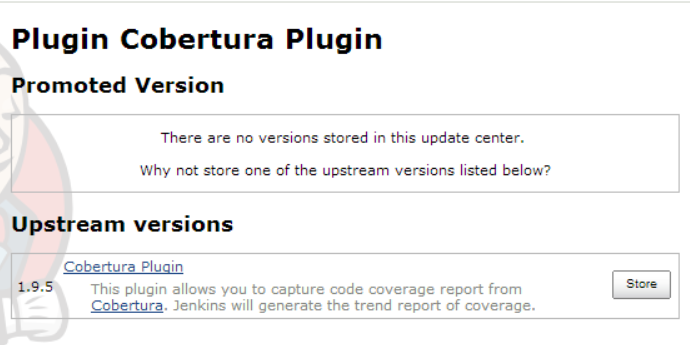 Plugin Cobertura Plugin
Promoted Version
There are no versions stored in this update center.
Why not store one of the upstream versions listed below?
Upstream versions
Cobertura Plugin
1.9.5
This plugin allows you to capture code coverage report from
Cobertura. Jenkins will generate the trend report of coverage.
Store